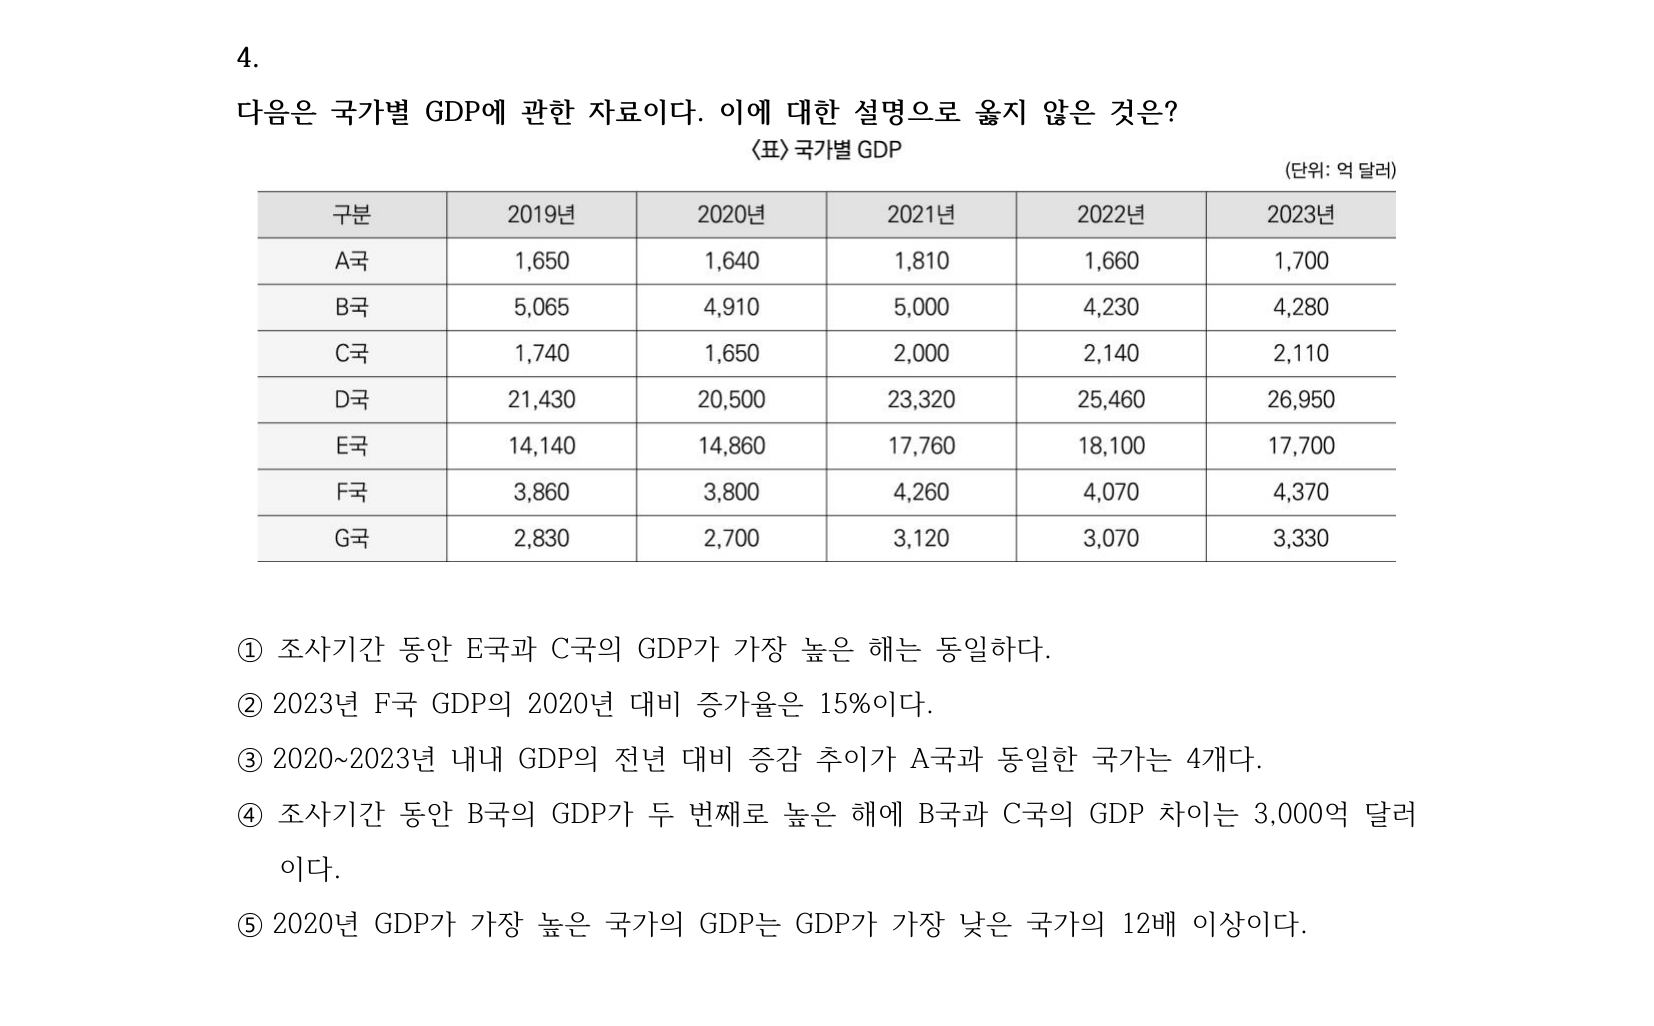 4.
다음은 국가별 GDP에 관한 자료이다. 이에 대한 설명으로 옳지 않은 것은?
〈표〉 국가별 GDP
(단위: 억 달러)
구분 2019년 2020년 2021년 2022년 2023년
A국 1,650 1,640 1,810 1,660 1,700
B국 5,065 4,910 5,000 4,230 4,280
C국 1,740 1,650 2,000 2,140 2,110
D국 21,430 20,500 23,320 25,460 26,950
E국 14,140 14,860 17,760 18,100 17,700
F국 3,860 3,800 4,260 4,070 4,370
G국 2,830 2,700 3,120 3,070 3,330
① 조사기간 동안 E국과 C국의 GDP가 가장 높은 해는 동일하다.
② 2023년 F국 GDP의 2020년 대비 증가율은 15%이다.
③ 2020~2023년 내내 GDP의 전년 대비 증감 추이가 A국과 동일한 국가는 4개다.
④ 조사기간 동안 B국의 GDP가 두 번째로 높은 해에 B국과 C국의 GDP 차이는 3,000억 달러
이다.
⑤ 2020년 GDP가 가장 높은 국가의 GDP는 GDP가 가장 낮은 국가의 12배 이상이다.